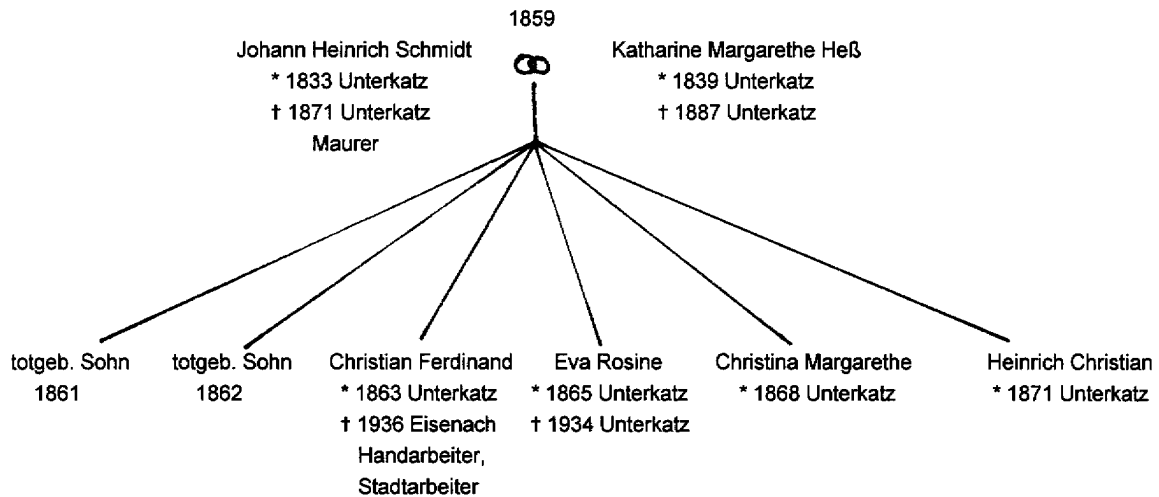 1859
Johann Heinrich Schmidt
* 1833 Unterkatz
† 1871 Unterkatz
Maurer
Katharine Margarethe Heß
* 1839 Unterkatz
† 1887 Unterkatz
totgeb. Sohn
1861
totgeb. Sohn
1862
Christian Ferdinand
* 1863 Unterkatz
† 1936 Eisenach
Handarbeiter,
Stadtarbeiter
Eva Rosine
* 1865 Unterkatz
† 1934 Unterkatz
Christina Margarethe
* 1868 Unterkatz
Heinrich Christian
* 1871 Unterkatz